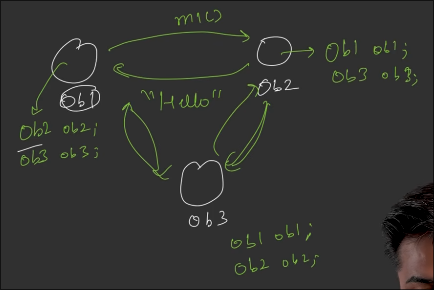 m1()
Ob1 ob1;
Ob3 ob3;
Ob1
Ob2
"Hello"
Ob2 ob2;
Ob3 ob3;
Ob3
Ob1 ob1;
Ob2 ob2;